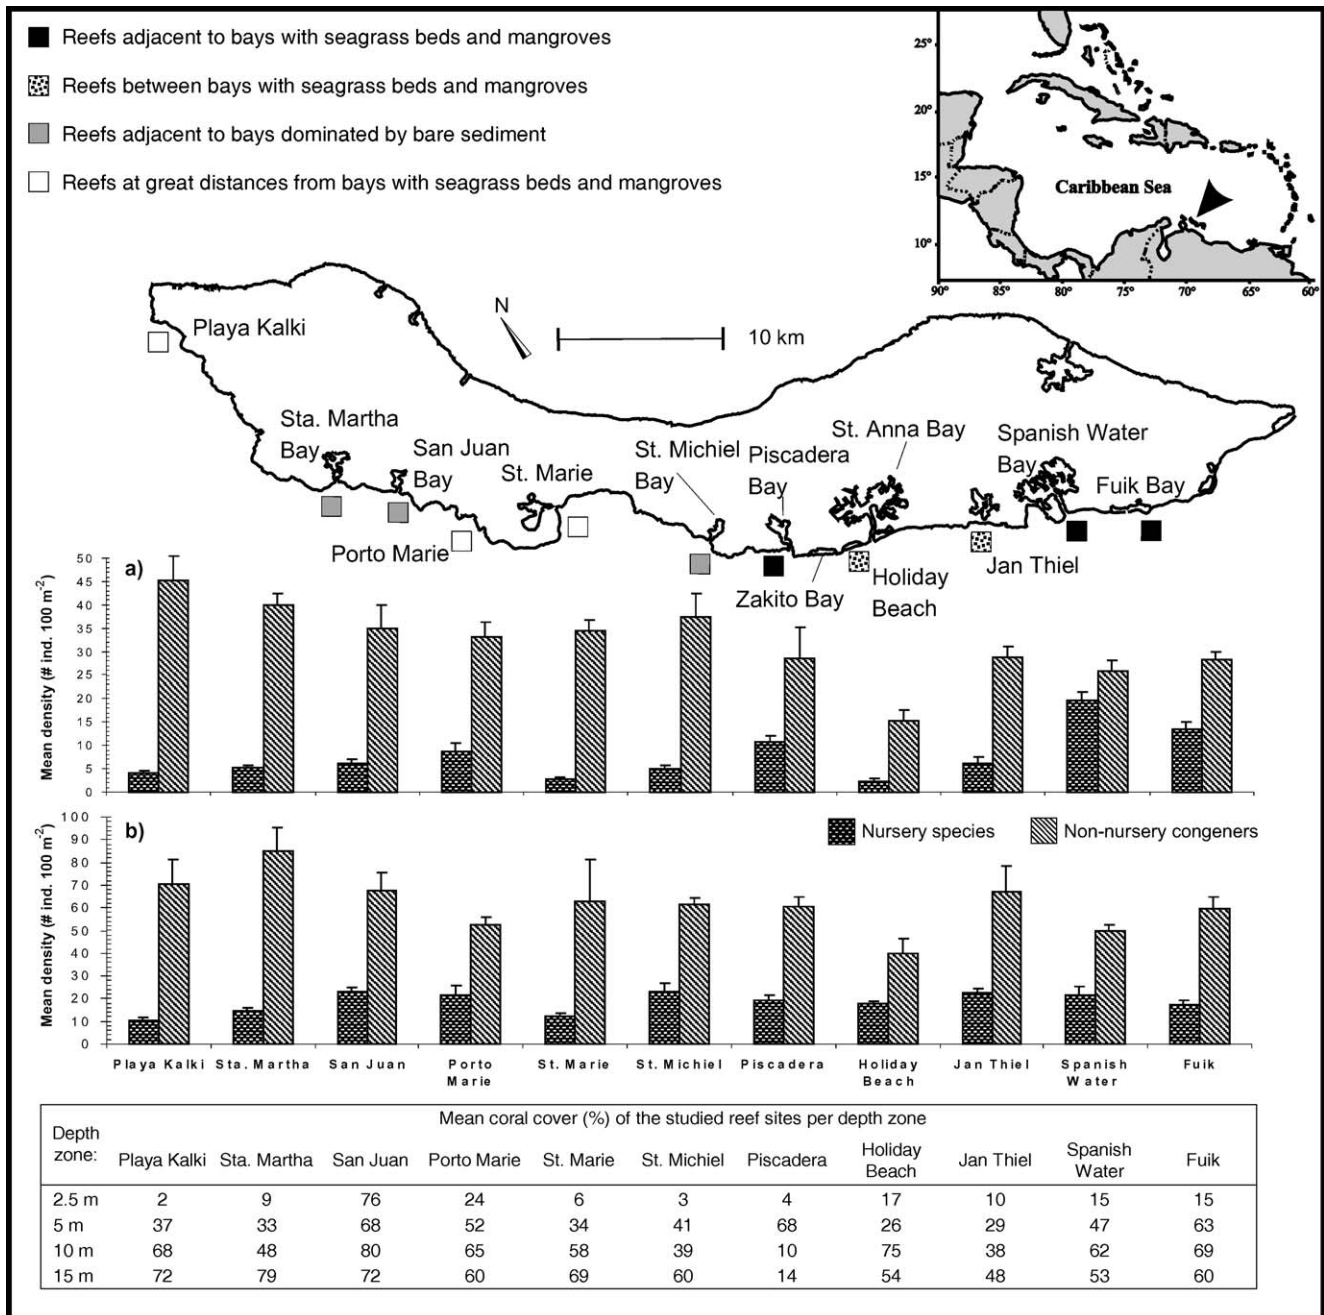 Reefs adjacent to bays with seagrass beds and mangroves
Reefs between bays with seagrass beds and mangroves
Reefs adjacent to bays dominated by bare sediment
Reefs at great distances from bays with seagrass beds and mangroves
25°
20°
15°
10°
Caribbean Sea
90° 85° 80° 75° 70° 65° 60°
Playa Kalki
N
10 km
Sta. Martha
Bay
San Juan
Bay
St. Marie
Porto Marie
St. Michiel
Bay
Piscadera
Bay
St. Anna Bay
Spanish Water
Bay
Fuik Bay
Zakito Bay
Holiday
Beach
Jan Thiel
a)
Mean density (# ind. 100 m-2)
50
45
40
35
30
25
20
15
10
5
0
b)
Nursery species
Non-nursery congeners
Mean density (# ind. 100 m-2)
100
90
80
70
60
50
40
30
20
10
0
Playa Kalki Sta. Martha San Juan Porto Marie St. Marie St. Michiel Piscadera Holiday Beach Jan Thiel Spanish Water Fuik
Mean coral cover (%) of the studied reef sites per depth zone
Depth zone: Playa Kalki Sta. Martha San Juan Porto Marie St. Marie St. Michiel Piscadera Holiday Beach Jan Thiel Spanish Water Fuik
2.5 m 2 9 76 24 6 3 4 17 10 15 15
5 m 37 33 68 52 34 41 68 26 29 47 63
10 m 68 48 80 65 58 39 10 75 38 62 69
15 m 72 79 72 60 69 60 14 54 48 53 60